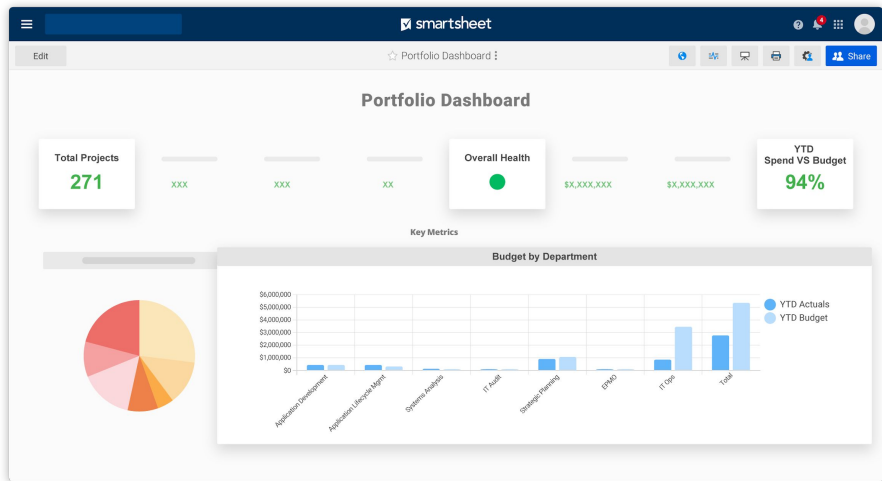 smartsheet
4
Edit
Portfolio Dashboard
Share
Portfolio Dashboard
Total Projects
271
XXX
XXX
XX
Overall Health
$X,XXX,XXX
$X,XXX,XXX
YTD
Spend VS Budget
94%
Key Metrics
Budget by Department
$6,000,000
$5,000,000
$4,000,000
$3,000,000
$2,000,000
$1,000,000
$0
Application Development
Application Lifecycle Mgmt
Systems Analysis
IT Audit
Strategic Planning
EPMO
IT Ops
Total
YTD Actuals
YTD Budget